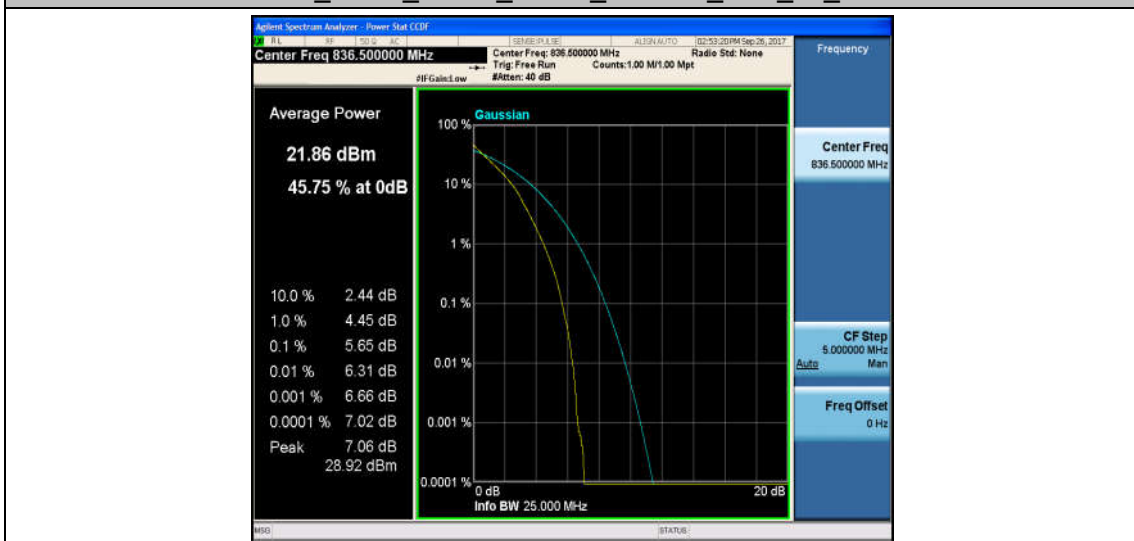 Agilent Spectrum Analyzer - Power Stat CCDF
RL RF 50 Ω AC SENSE:PULSE ALIGN AUTO 02:53:20 PM Sep 26, 2017
Center Freq 836.500000 MHz
Center Freq: 836.500000 MHz Radio Std: None
Trig: Free Run Counts:1.00 M/1.00 Mpt
#IFGain:Low #Atten: 40 dB
Frequency
Average Power
21.86 dBm
45.75 % at 0dB
10.0 % 2.44 dB
1.0 % 4.45 dB
0.1 % 5.65 dB
0.01 % 6.31 dB
0.001 % 6.66 dB
0.0001 % 7.02 dB
Peak 7.06 dB
28.92 dBm
Gaussian
100 %
10 %
1 %
0.1 %
0.01 %
0.001 %
0.0001 %
0 dB 20 dB
Info BW 25.000 MHz
Center Freq
836.500000 MHz
CF Step
5.000000 MHz
Auto Man
Freq Offset
0 Hz
MSG STATUS